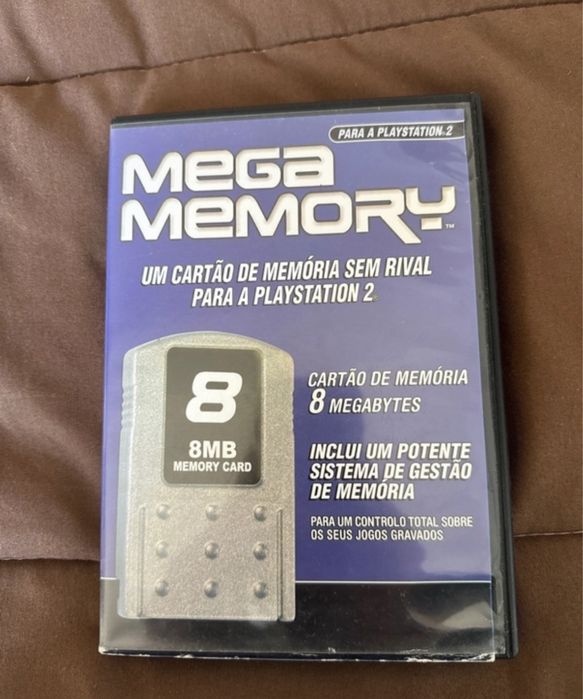 PARA A PLAYSTATION 2
MEGA
MEMORY™
UM CARTÃO DE MEMÓRIA SEM RIVAL
PARA A PLAYSTATION 2
8
8MB
MEMORY CARD
CARTÃO DE MEMÓRIA
8 MEGABYTES
INCLUI UM POTENTE
SISTEMA DE GESTÃO
DE MEMÓRIA
PARA UM CONTROLO TOTAL SOBRE
OS SEUS JOGOS GRAVADOS